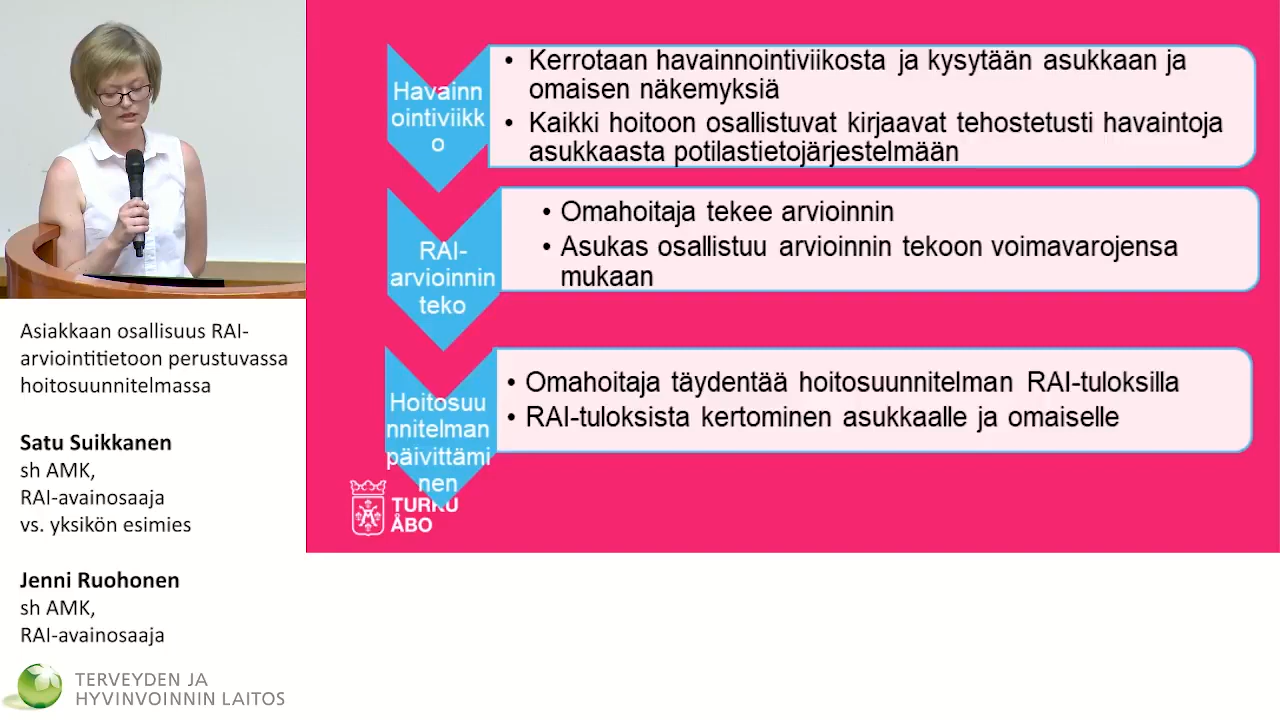 Havainn
ointiviikk
o
• Kerrotaan havainnointiviikosta ja kysytään asukkaan ja
omaisen näkemyksiä
• Kaikki hoitoon osallistuvat kirjaavat tehostetusti havaintoja
asukkaasta potilastietojärjestelmään
RAI-
arvioinnin
teko
• Omahoitaja tekee arvioinnin
• Asukas osallistuu arvioinnin tekoon voimavarojensa
mukaan
Hoitosuu
nnitelman
päivittämi
nen
• Omahoitaja täydentää hoitosuunnitelman RAI-tuloksilla
• RAI-tuloksista kertominen asukkaalle ja omaiselle
TURKU
ÅBO
Asiakkaan osallisuus RAI-
arviointitietoon perustuvassa
hoitosuunnitelmassa
Satu Suikkanen
sh AMK,
RAI-avainosaaja
vs. yksikön esimies
Jenni Ruohonen
sh AMK,
RAI-avainosaaja
TERVEYDEN JA
HYVINVOINNIN LAITOS